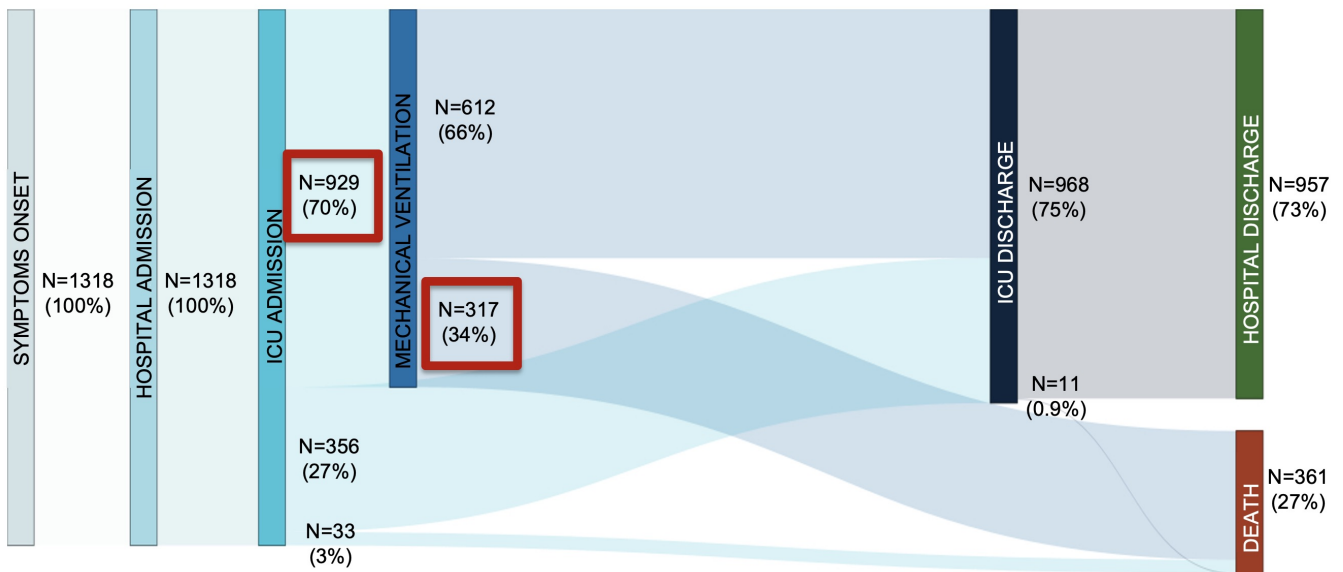 SYMPTOMS ONSET
N=1318
(100%)
HOSPITAL ADMISSION
N=1318
(100%)
ICU ADMISSION
N=929
(70%)
N=356
(27%)
N=33
(3%)
MECHANICAL VENTILATION
N=612
(66%)
N=317
(34%)
ICU DISCHARGE
N=968
(75%)
N=11
(0.9%)
HOSPITAL DISCHARGE
N=957
(73%)
DEATH
N=361
(27%)